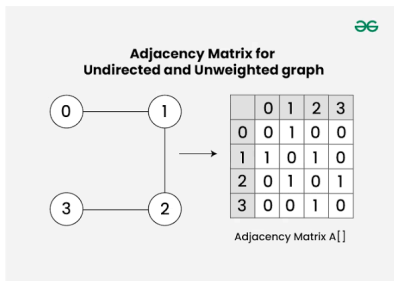 Adjacency Matrix for
Undirected and Unweighted graph
0 1
3 2
0 1 2 3
0 0 1 0 0
1 1 0 1 0
2 0 1 0 1
3 0 0 1 0
Adjacency Matrix A[]